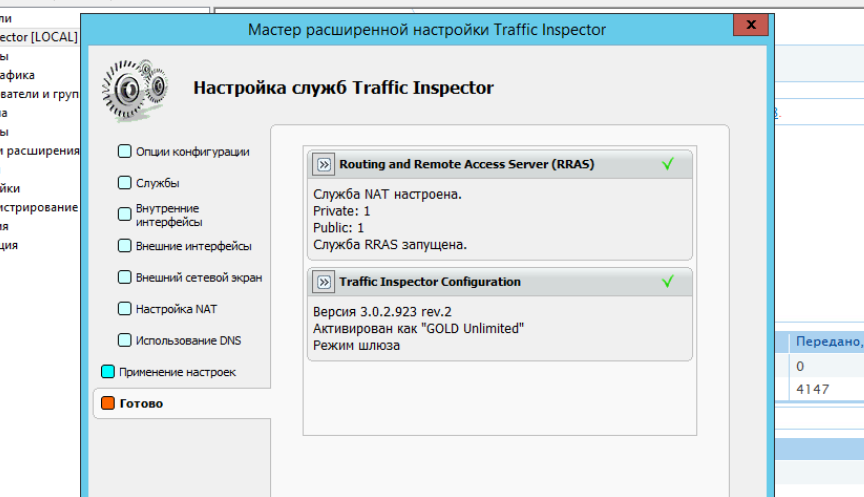 ли
Мастер расширенной настройки Traffic Inspector
x
ector [LOCAL]
ы
афика
ватели и груп
а
ы
и расширения
йки
истрирование
ия
ция
Настройка служб Traffic Inspector
Опции конфигурации
Службы
Внутренние
интерфейсы
Внешние интерфейсы
Внешний сетевой экран
Настройка NAT
Использование DNS
Применение настроек
Готово
Routing and Remote Access Server (RRAS)
Служба NAT настроена.
Private: 1
Public: 1
Служба RRAS запущена.
Traffic Inspector Configuration
Версия 3.0.2.923 rev.2
Активирован как "GOLD Unlimited"
Режим шлюза
Передано,
0
4147